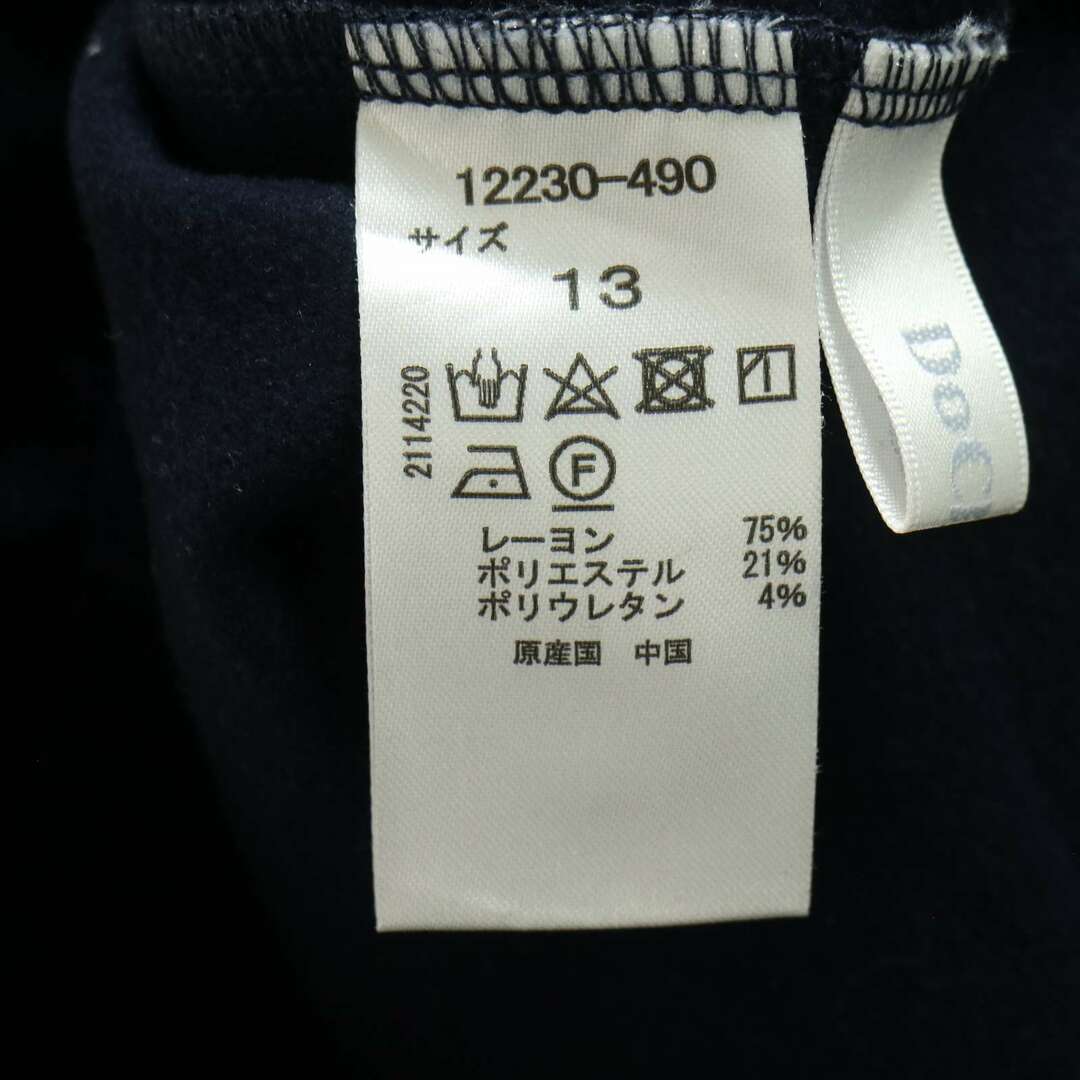 12230-490
サイズ
13
2114220
F
レーヨン 75%
ポリエステル 21%
ポリウレタン 4%
原産国 中国